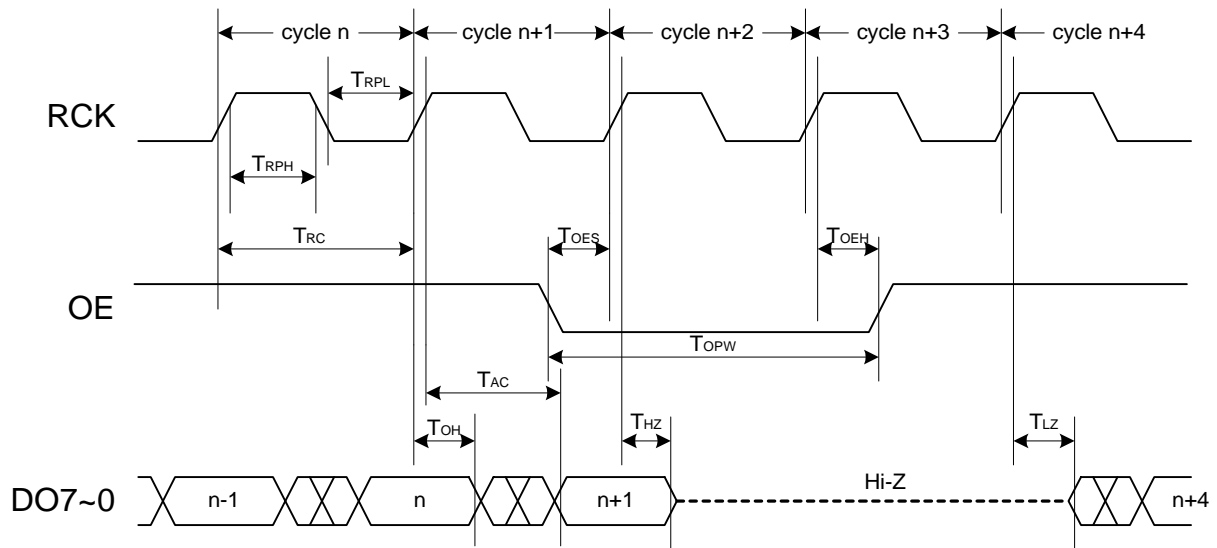 cycle n
cycle n+1
cycle n+2
cycle n+3
cycle n+4
TRPL
RCK
TRPH
TRC
TOES
TOEH
OE
TOPW
TAC
TOH
THZ
TLZ
DO7~0
n-1
n
n+1
Hi-Z
n+4